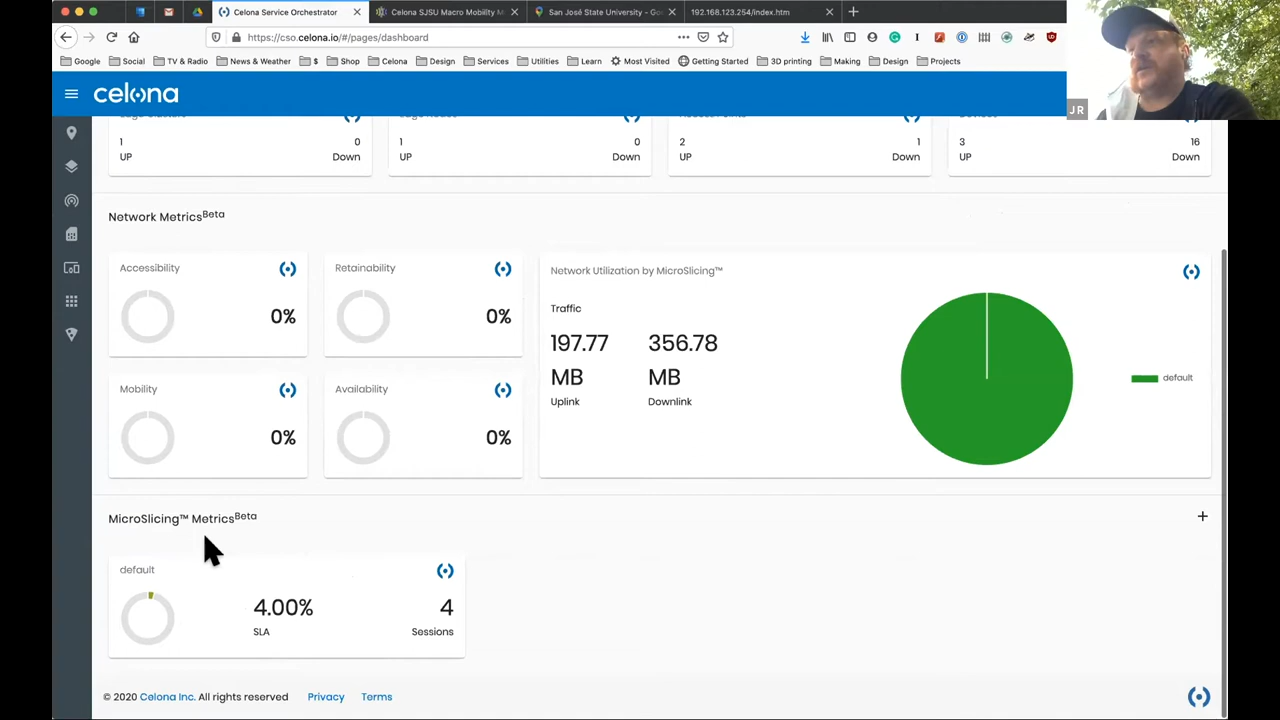 Celona Service Orchestrator
Celona SJSU Macro Mobility M
San José State University - Go
192.168.123.254/index.htm
https://cso.celona.io/#/pages/dashboard
Google
Social
TV & Radio
News & Weather
$
Shop
Celona
Design
Services
Utilities
Learn
Most Visited
Getting Started
3D printing
Making
Design
Projects
JR
celona
1 0
UP Down
1 0
UP Down
2 1
UP Down
3 16
UP Down
Network MetricsBeta
Accessibility
0%
Retainability
0%
Mobility
0%
Availability
0%
Network Utilization by MicroSlicing™
Traffic
197.77 356.78
MB MB
Uplink Downlink
default
MicroSlicing™ MetricsBeta
default
4.00% 4
SLA Sessions
© 2020 Celona Inc. All rights reserved Privacy Terms